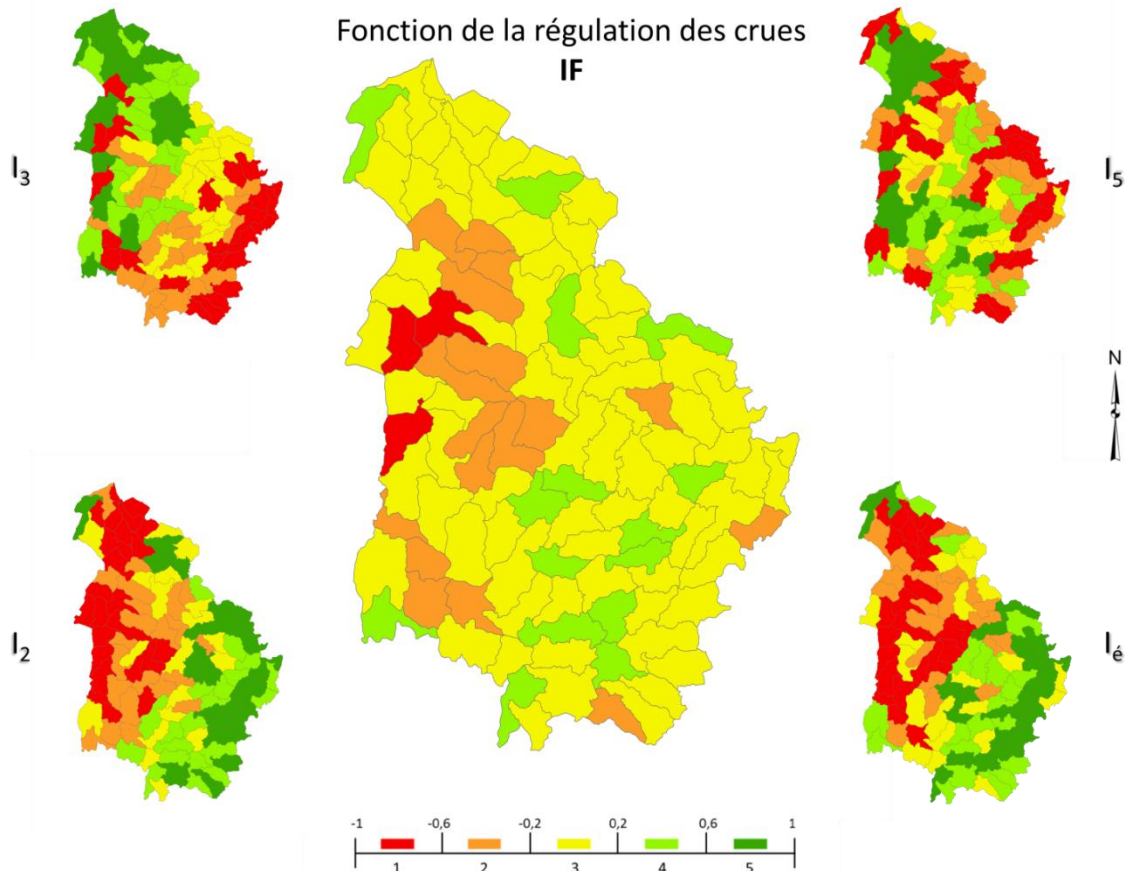 Fonction de la régulation des crues
IF
I3
I5
N
I2
Ié
-1 -0,6 -0,2 0,2 0,6 1
1 2 3 4 5